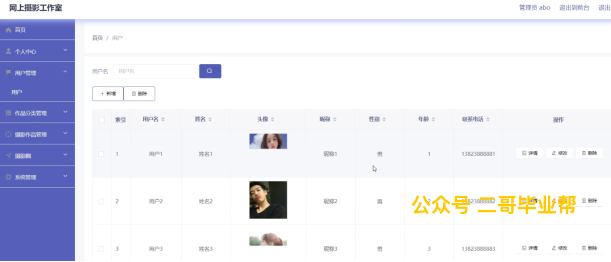 网上摄影工作室 管理员 abo 退出到前台 退出
首页
个人中心
用户管理
用户
作品分类管理
摄影作品管理
摄影圈
系统管理
首页 / 用户
用户名 用户名
+ 新增 删除
索引 用户名 姓名 头像 昵称 性别 年龄 联系电话 操作
1 用户1 姓名1 昵称1 男 1 13823888881 详情 修改 删除
2 用户2 姓名2 昵称2 男 2 13823888882 删除
3 用户3 姓名3 昵称3 男 3 13823888883 详情 修改 删除
公众号 二哥毕业帮